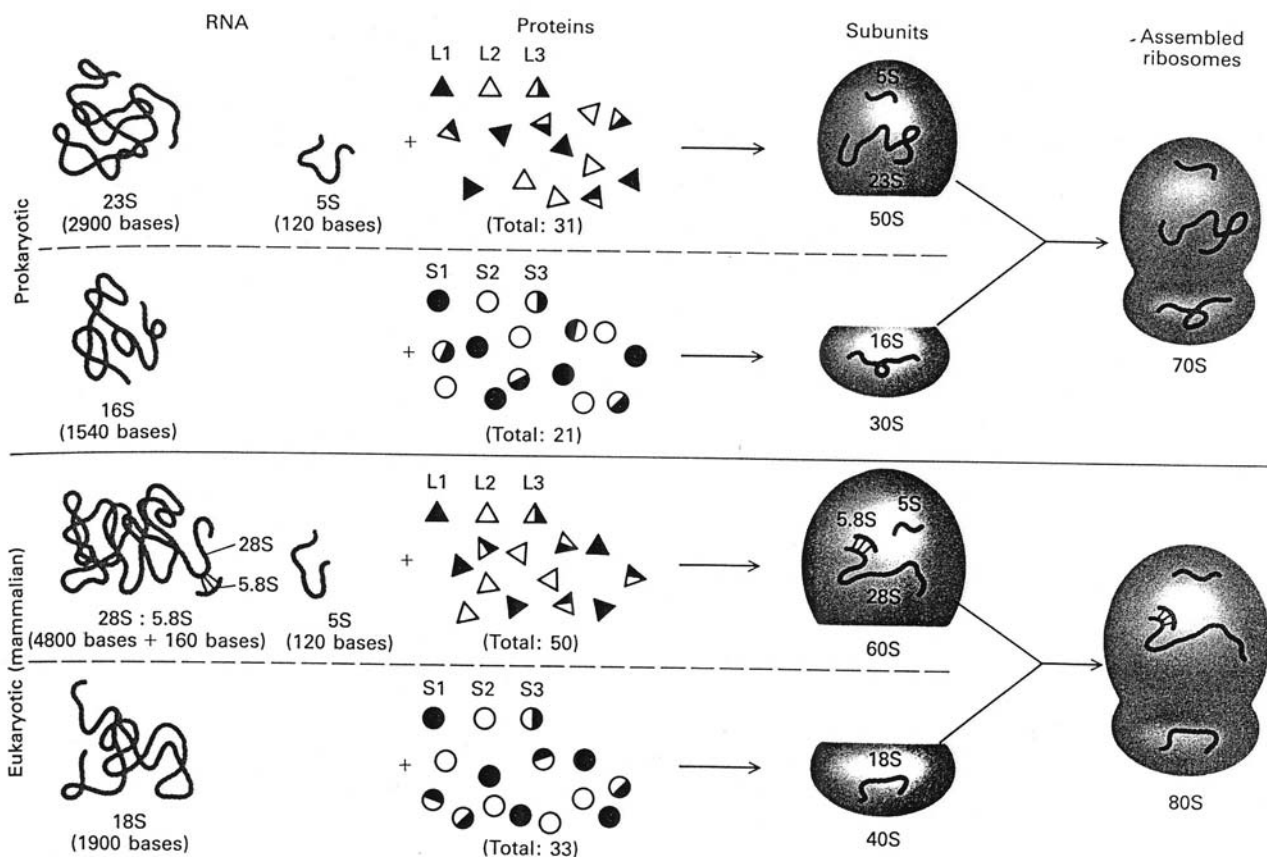 RNA
Proteins
Subunits
Assembled
ribosomes
Prokaryotic
L1 L2 L3
+
23S
(2900 bases)
5S
(120 bases)
(Total: 31)
5S
23S
50S
S1 S2 S3
+
16S
(1540 bases)
(Total: 21)
16S
30S
70S
Eukaryotic (mammalian)
L1 L2 L3
28S
5.8S
+
28S : 5.8S
(4800 bases + 160 bases)
5S
(120 bases)
(Total: 50)
5S
5.8S
28S
60S
S1 S2 S3
+
18S
(1900 bases)
(Total: 33)
18S
40S
80S